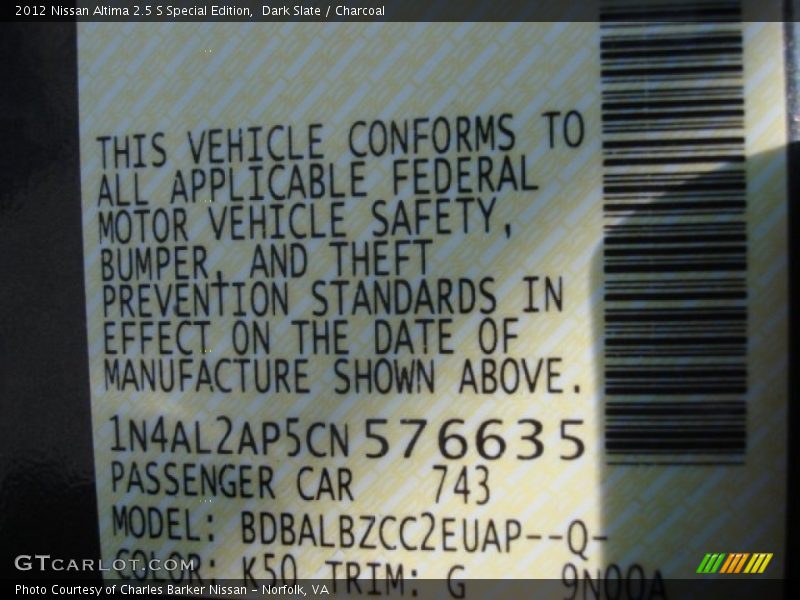 2012 Nissan Altima 2.5 S Special Edition,  Dark Slate / Charcoal
THIS VEHICLE CONFORMS TO
ALL APPLICABLE FEDERAL
MOTOR VEHICLE SAFETY,
BUMPER, AND THEFT
PREVENTION STANDARDS IN
EFFECT ON THE DATE OF
MANUFACTURE SHOWN ABOVE.
1N4AL2AP5CN576635
PASSENGER CAR 743
MODEL: BDBALBZCC2EUAP--Q-
COLOR: K50 TRIM: G 9N00A
GTCARLOT.COM
Photo Courtesy of Charles Barker Nissan – Norfolk, VA